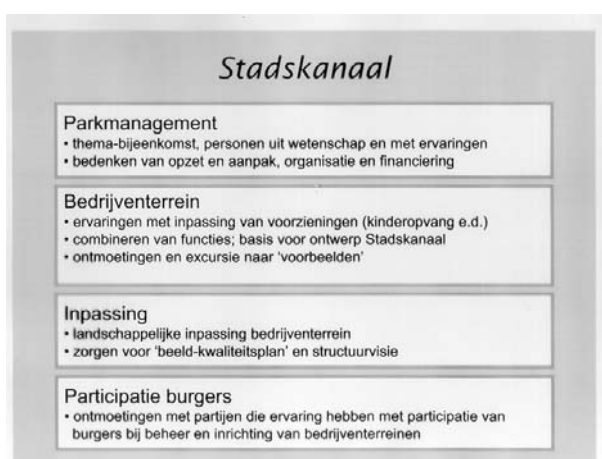 Stadskanaal
Parkmanagement
• thema-bijeenkomst, personen uit wetenschap en met ervaringen
• bedenken van opzet en aanpak, organisatie en financiering
Bedrijventerrein
• ervaringen met inpassing van voorzieningen (kinderopvang e.d.)
• combineren van functies; basis voor ontwerp Stadskanaal
• ontmoetingen en excursie naar 'voorbeelden'
Inpassing
• landschappelijke inpassing bedrijventerrein
• zorgen voor 'beeld-kwaliteitsplan' en structuurvisie
Participatie burgers
• ontmoetingen met partijen die ervaring hebben met participatie van
burgers bij beheer en inrichting van bedrijventerreinen